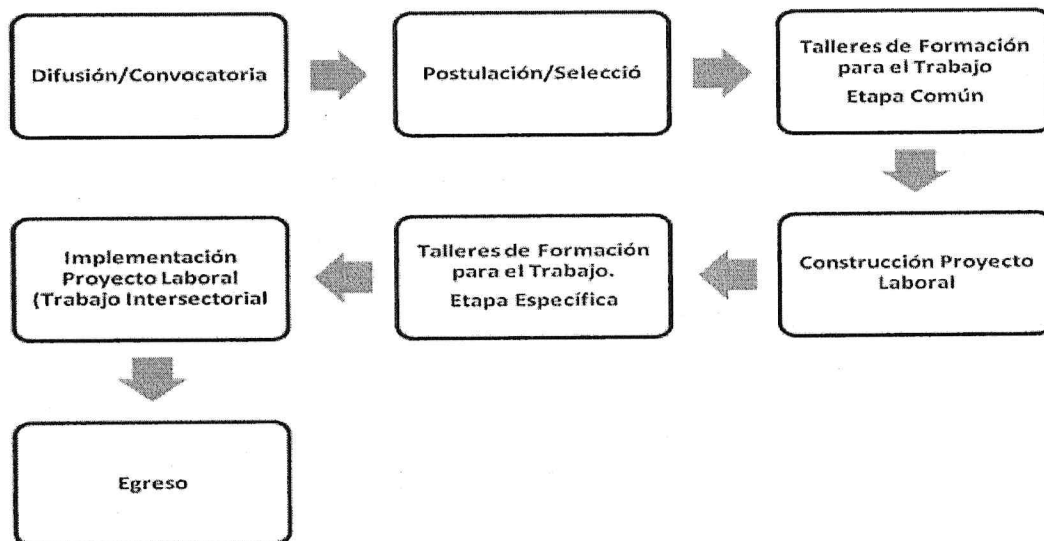 Difusión/Convocatoria
Postulación/Selecció
Talleres de Formación
para el Trabajo
Etapa Común
Construcción Proyecto
Laboral
Talleres de Formación
para el Trabajo.
Etapa Específica
Implementación
Proyecto Laboral
(Trabajo Intersectorial
Egreso